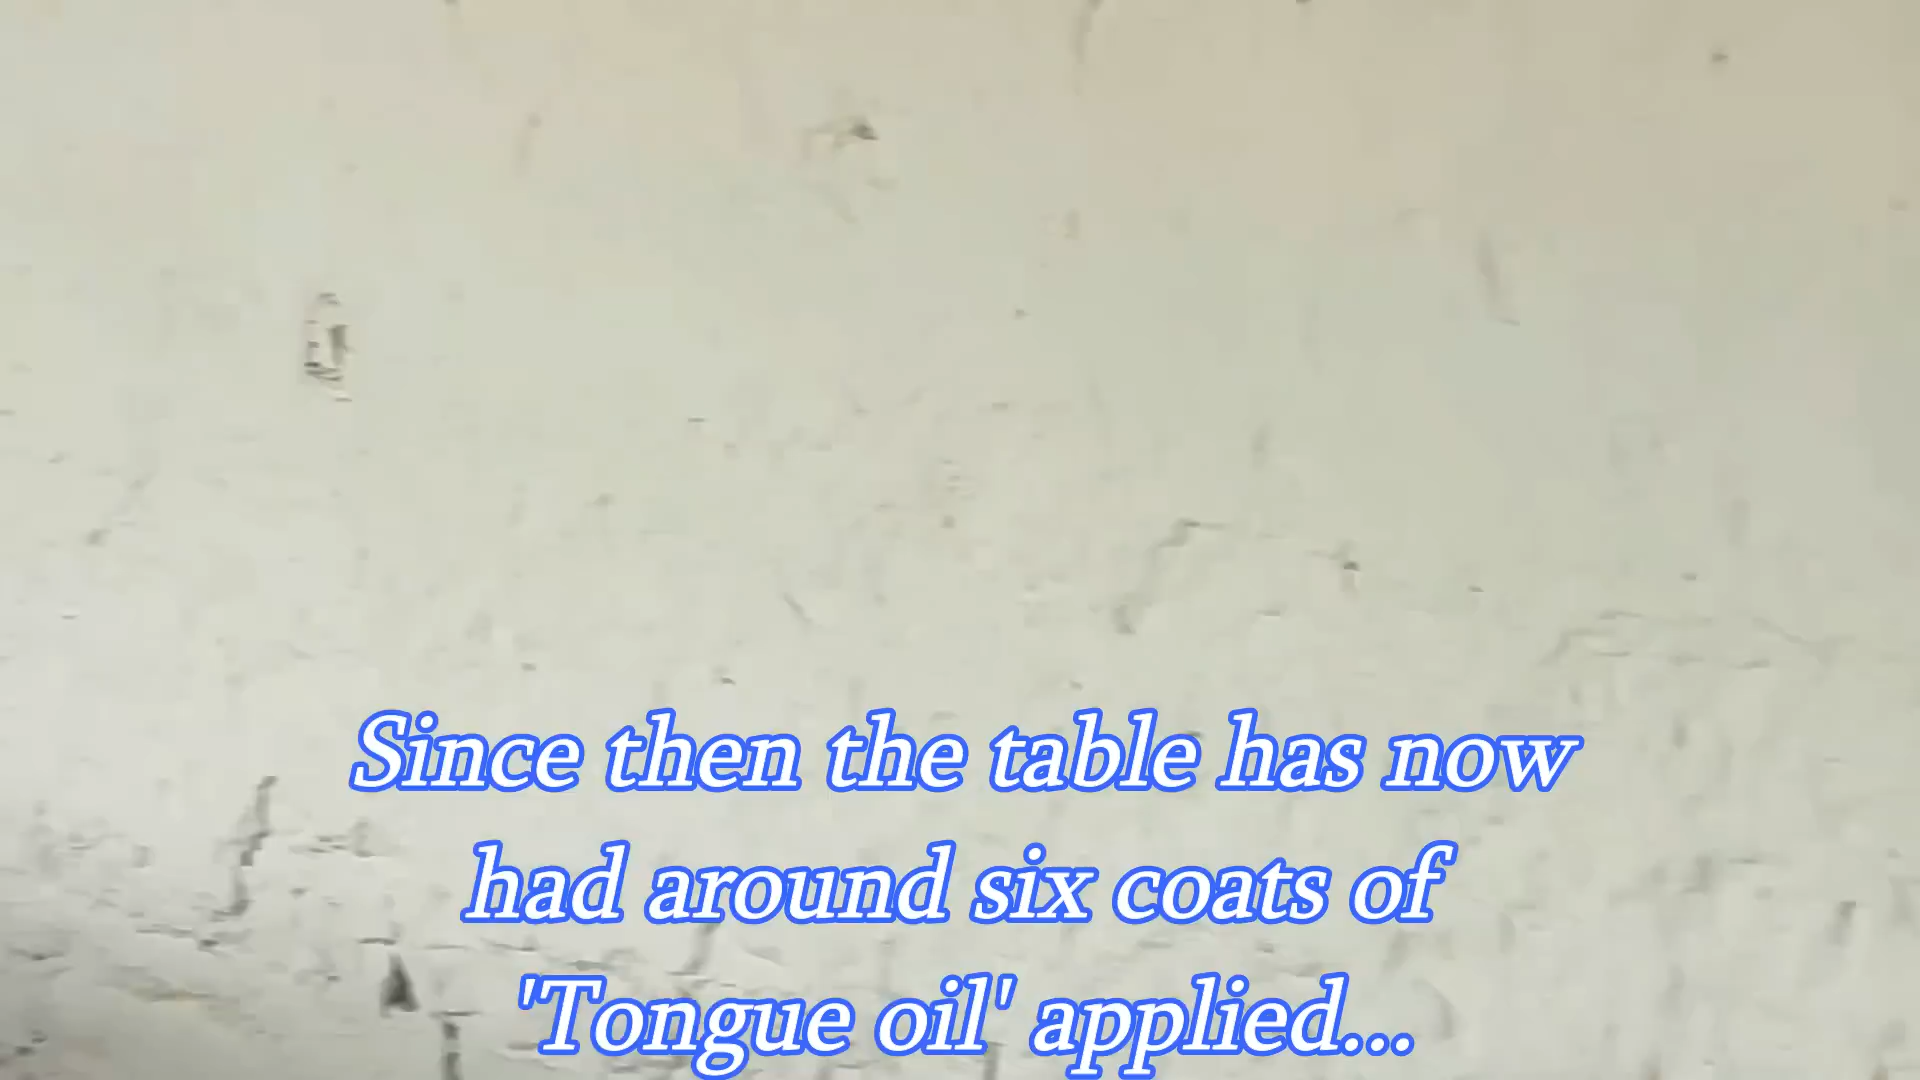 Since then the table has now
had around six coats of
'Tongue oil' applied...